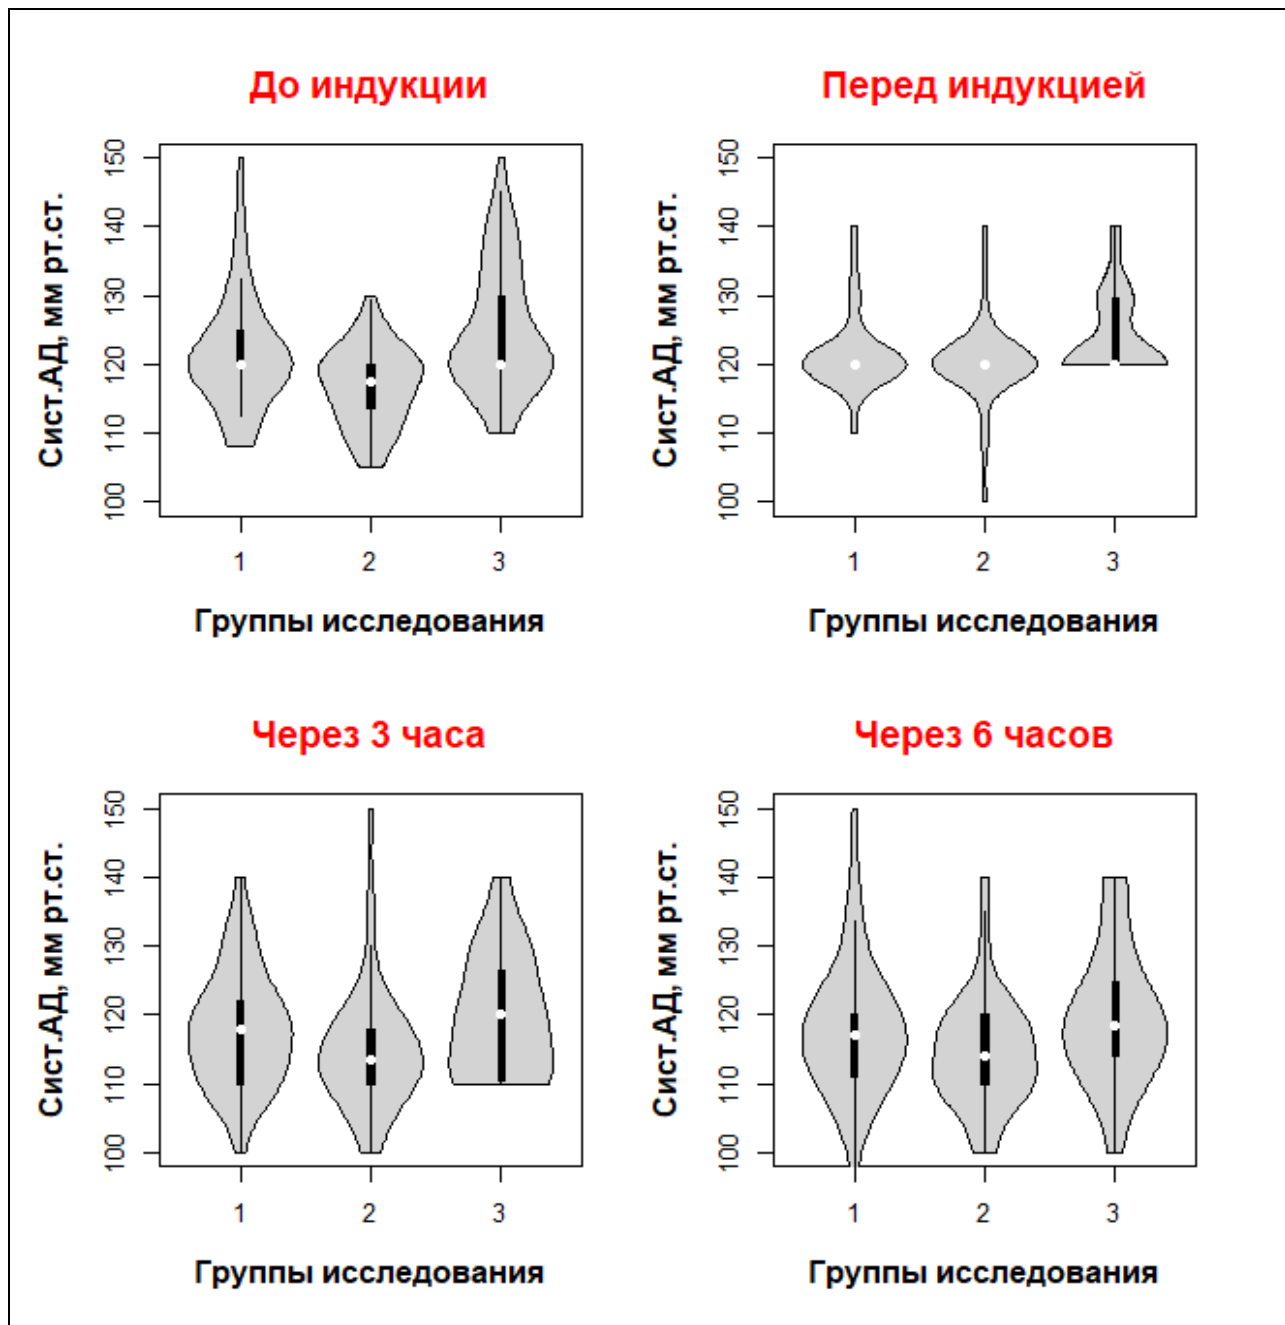 До индукции
Сист.АД, мм рт.ст.
150
140
130
120
110
100
1 2 3
Группы исследования
Перед индукцией
Сист.АД, мм рт.ст.
150
140
130
120
110
100
1 2 3
Группы исследования
Через 3 часа
Сист.АД, мм рт.ст.
150
140
130
120
110
100
1 2 3
Группы исследования
Через 6 часов
Сист.АД, мм рт.ст.
150
140
130
120
110
100
1 2 3
Группы исследования